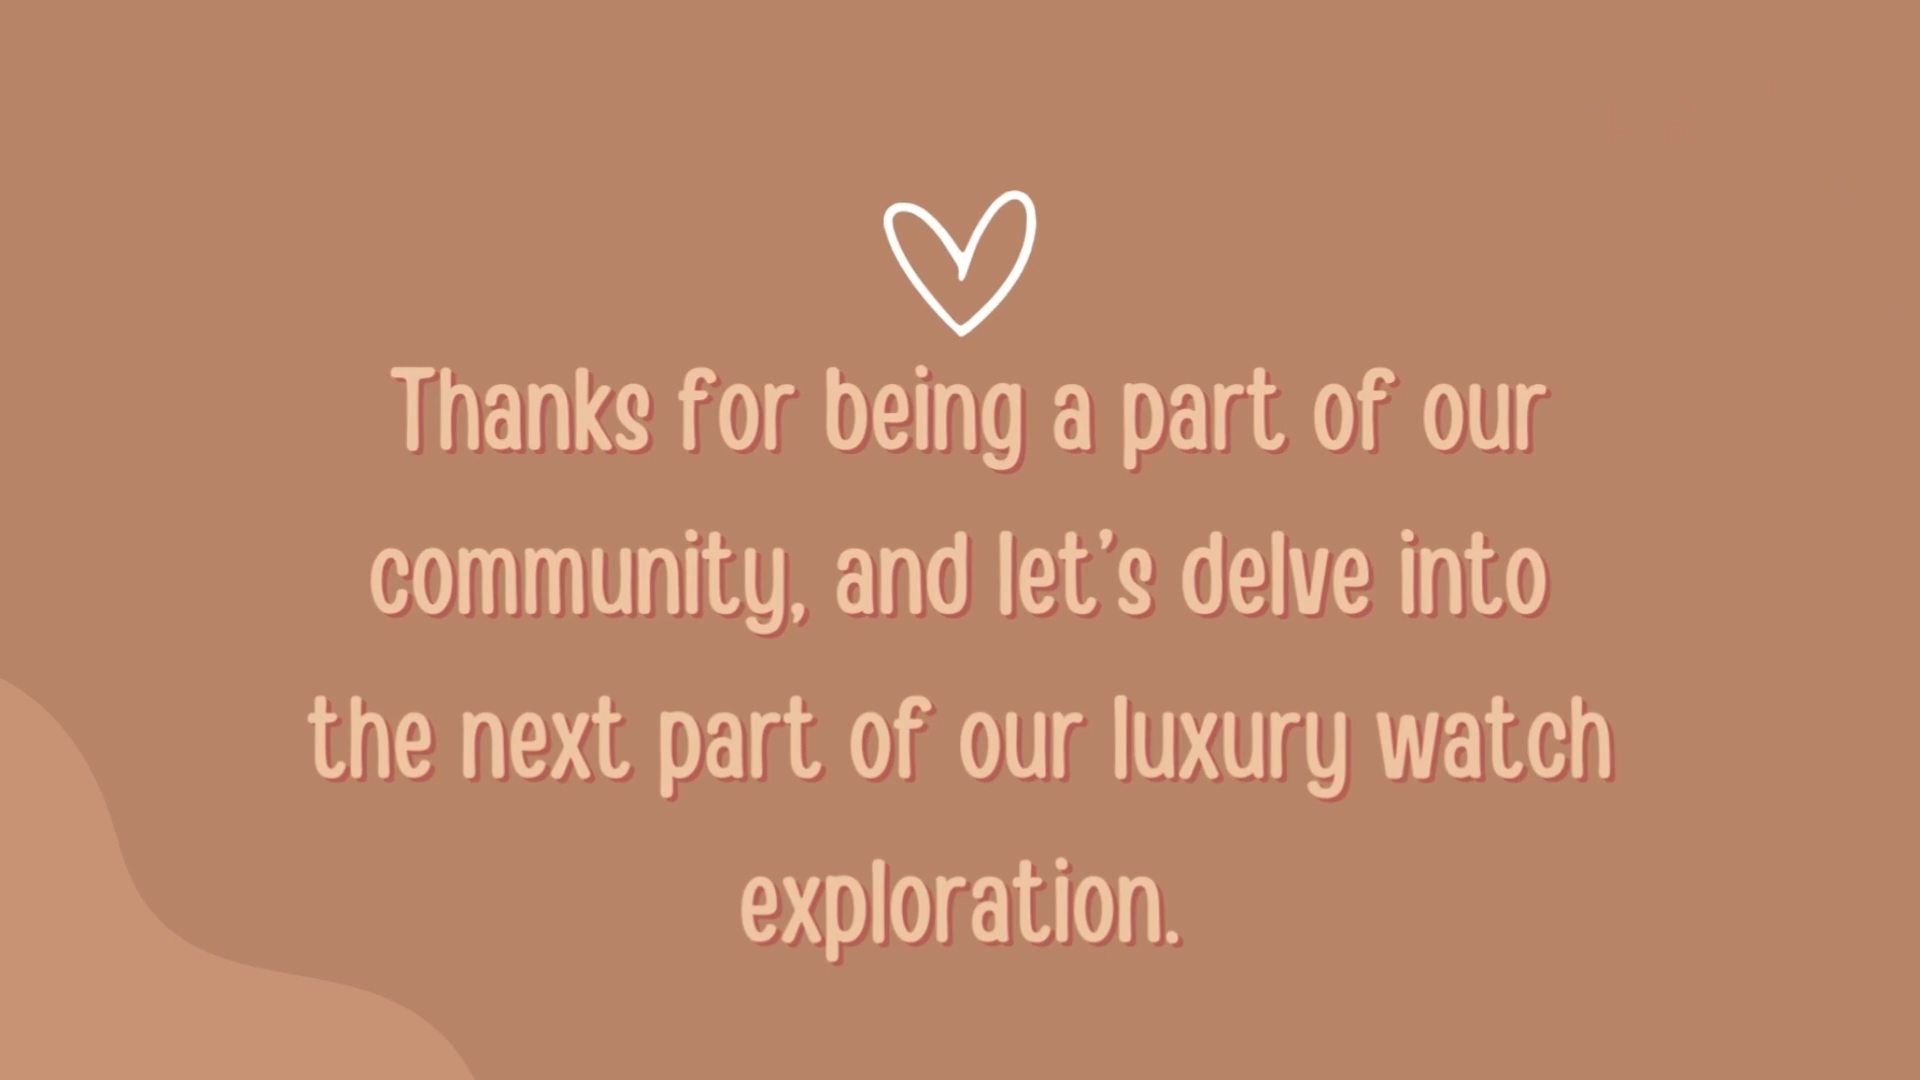 Thanks for being a part of our
community, and let's delve into
the next part of our luxury watch
exploration.